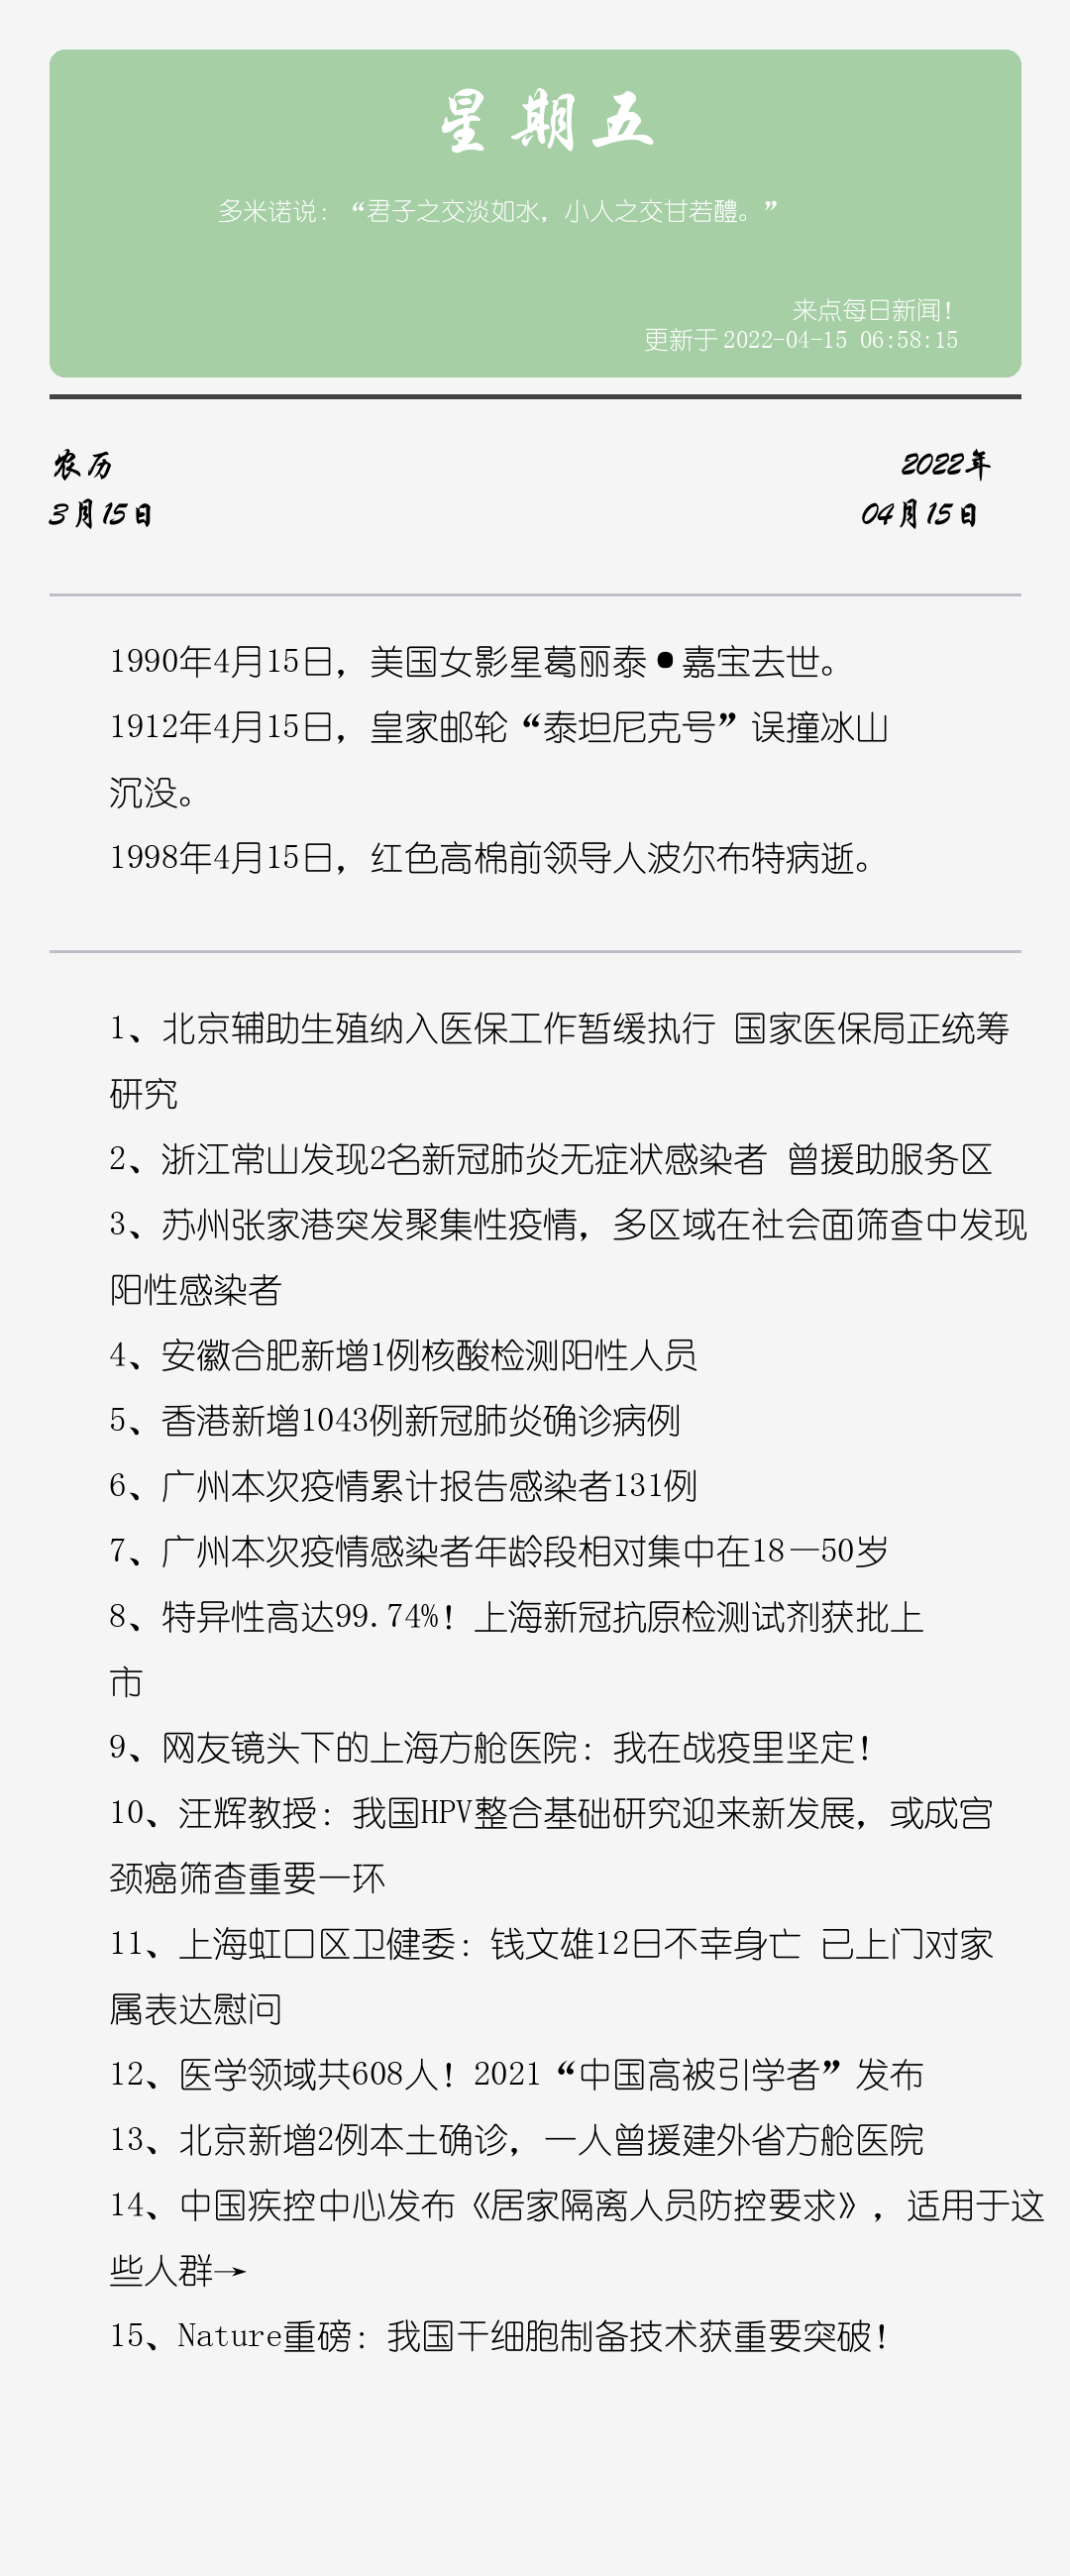 星期五
多米诺说：“君子之交淡如水，小人之交甘若醴。”
来点每日新闻！
更新于 2022-04-15 06:58:15
农历
3月15日
2022年
04月15日
1990年4月15日，美国女影星葛丽泰•嘉宝去世。
1912年4月15日，皇家邮轮“泰坦尼克号”误撞冰山
沉没。
1998年4月15日，红色高棉前领导人波尔布特病逝。
1、北京辅助生殖纳入医保工作暂缓执行 国家医保局正统筹
研究
2、浙江常山发现2名新冠肺炎无症状感染者 曾援助服务区
3、苏州张家港突发聚集性疫情，多区域在社会面筛查中发现
阳性感染者
4、安徽合肥新增1例核酸检测阳性人员
5、香港新增1043例新冠肺炎确诊病例
6、广州本次疫情累计报告感染者131例
7、广州本次疫情感染者年龄段相对集中在18—50岁
8、特异性高达99.74%！上海新冠抗原检测试剂获批上
市
9、网友镜头下的上海方舱医院：我在战疫里坚定！
10、汪辉教授：我国HPV整合基础研究迎来新发展，或成宫
颈癌筛查重要一环
11、上海虹口区卫健委：钱文雄12日不幸身亡 已上门对家
属表达慰问
12、医学领域共608人！2021“中国高被引学者”发布
13、北京新增2例本土确诊，一人曾援建外省方舱医院
14、中国疾控中心发布《居家隔离人员防控要求》，适用于这
些人群→
15、Nature重磅：我国干细胞制备技术获重要突破！